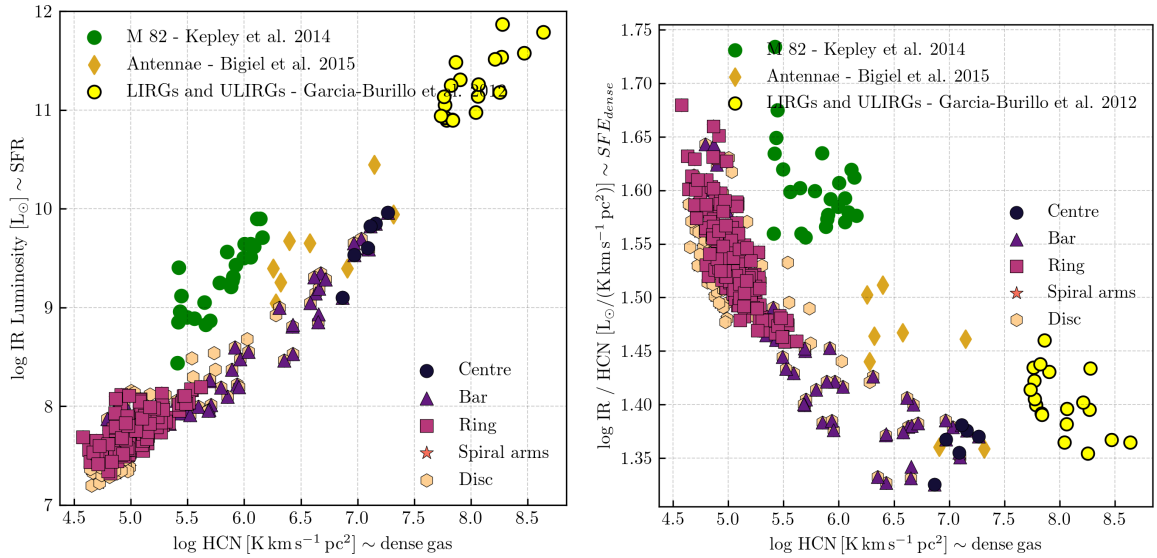 12
11
10
9
8
7
log IR Luminosity [L⊙] ∼ SFR
M 82 - Kepley et al. 2014
Antennae - Bigiel et al. 2015
LIRGs and ULIRGs - Garcia-Burillo et al. 2012
Centre
Bar
Ring
Spiral arms
Disc
4.5 5.0 5.5 6.0 6.5 7.0 7.5 8.0 8.5
log HCN [K km s⁻¹ pc²] ∼ dense gas
1.75
1.70
1.65
1.60
1.55
1.50
1.45
1.40
1.35
log IR / HCN [L⊙/(K km s⁻¹ pc²)] ∼ SFE_dense
M 82 - Kepley et al. 2014
Antennae - Bigiel et al. 2015
LIRGs and ULIRGs - Garcia-Burillo et al. 2012
Centre
Bar
Ring
Spiral arms
Disc
4.5 5.0 5.5 6.0 6.5 7.0 7.5 8.0 8.5
log HCN [K km s⁻¹ pc²] ∼ dense gas